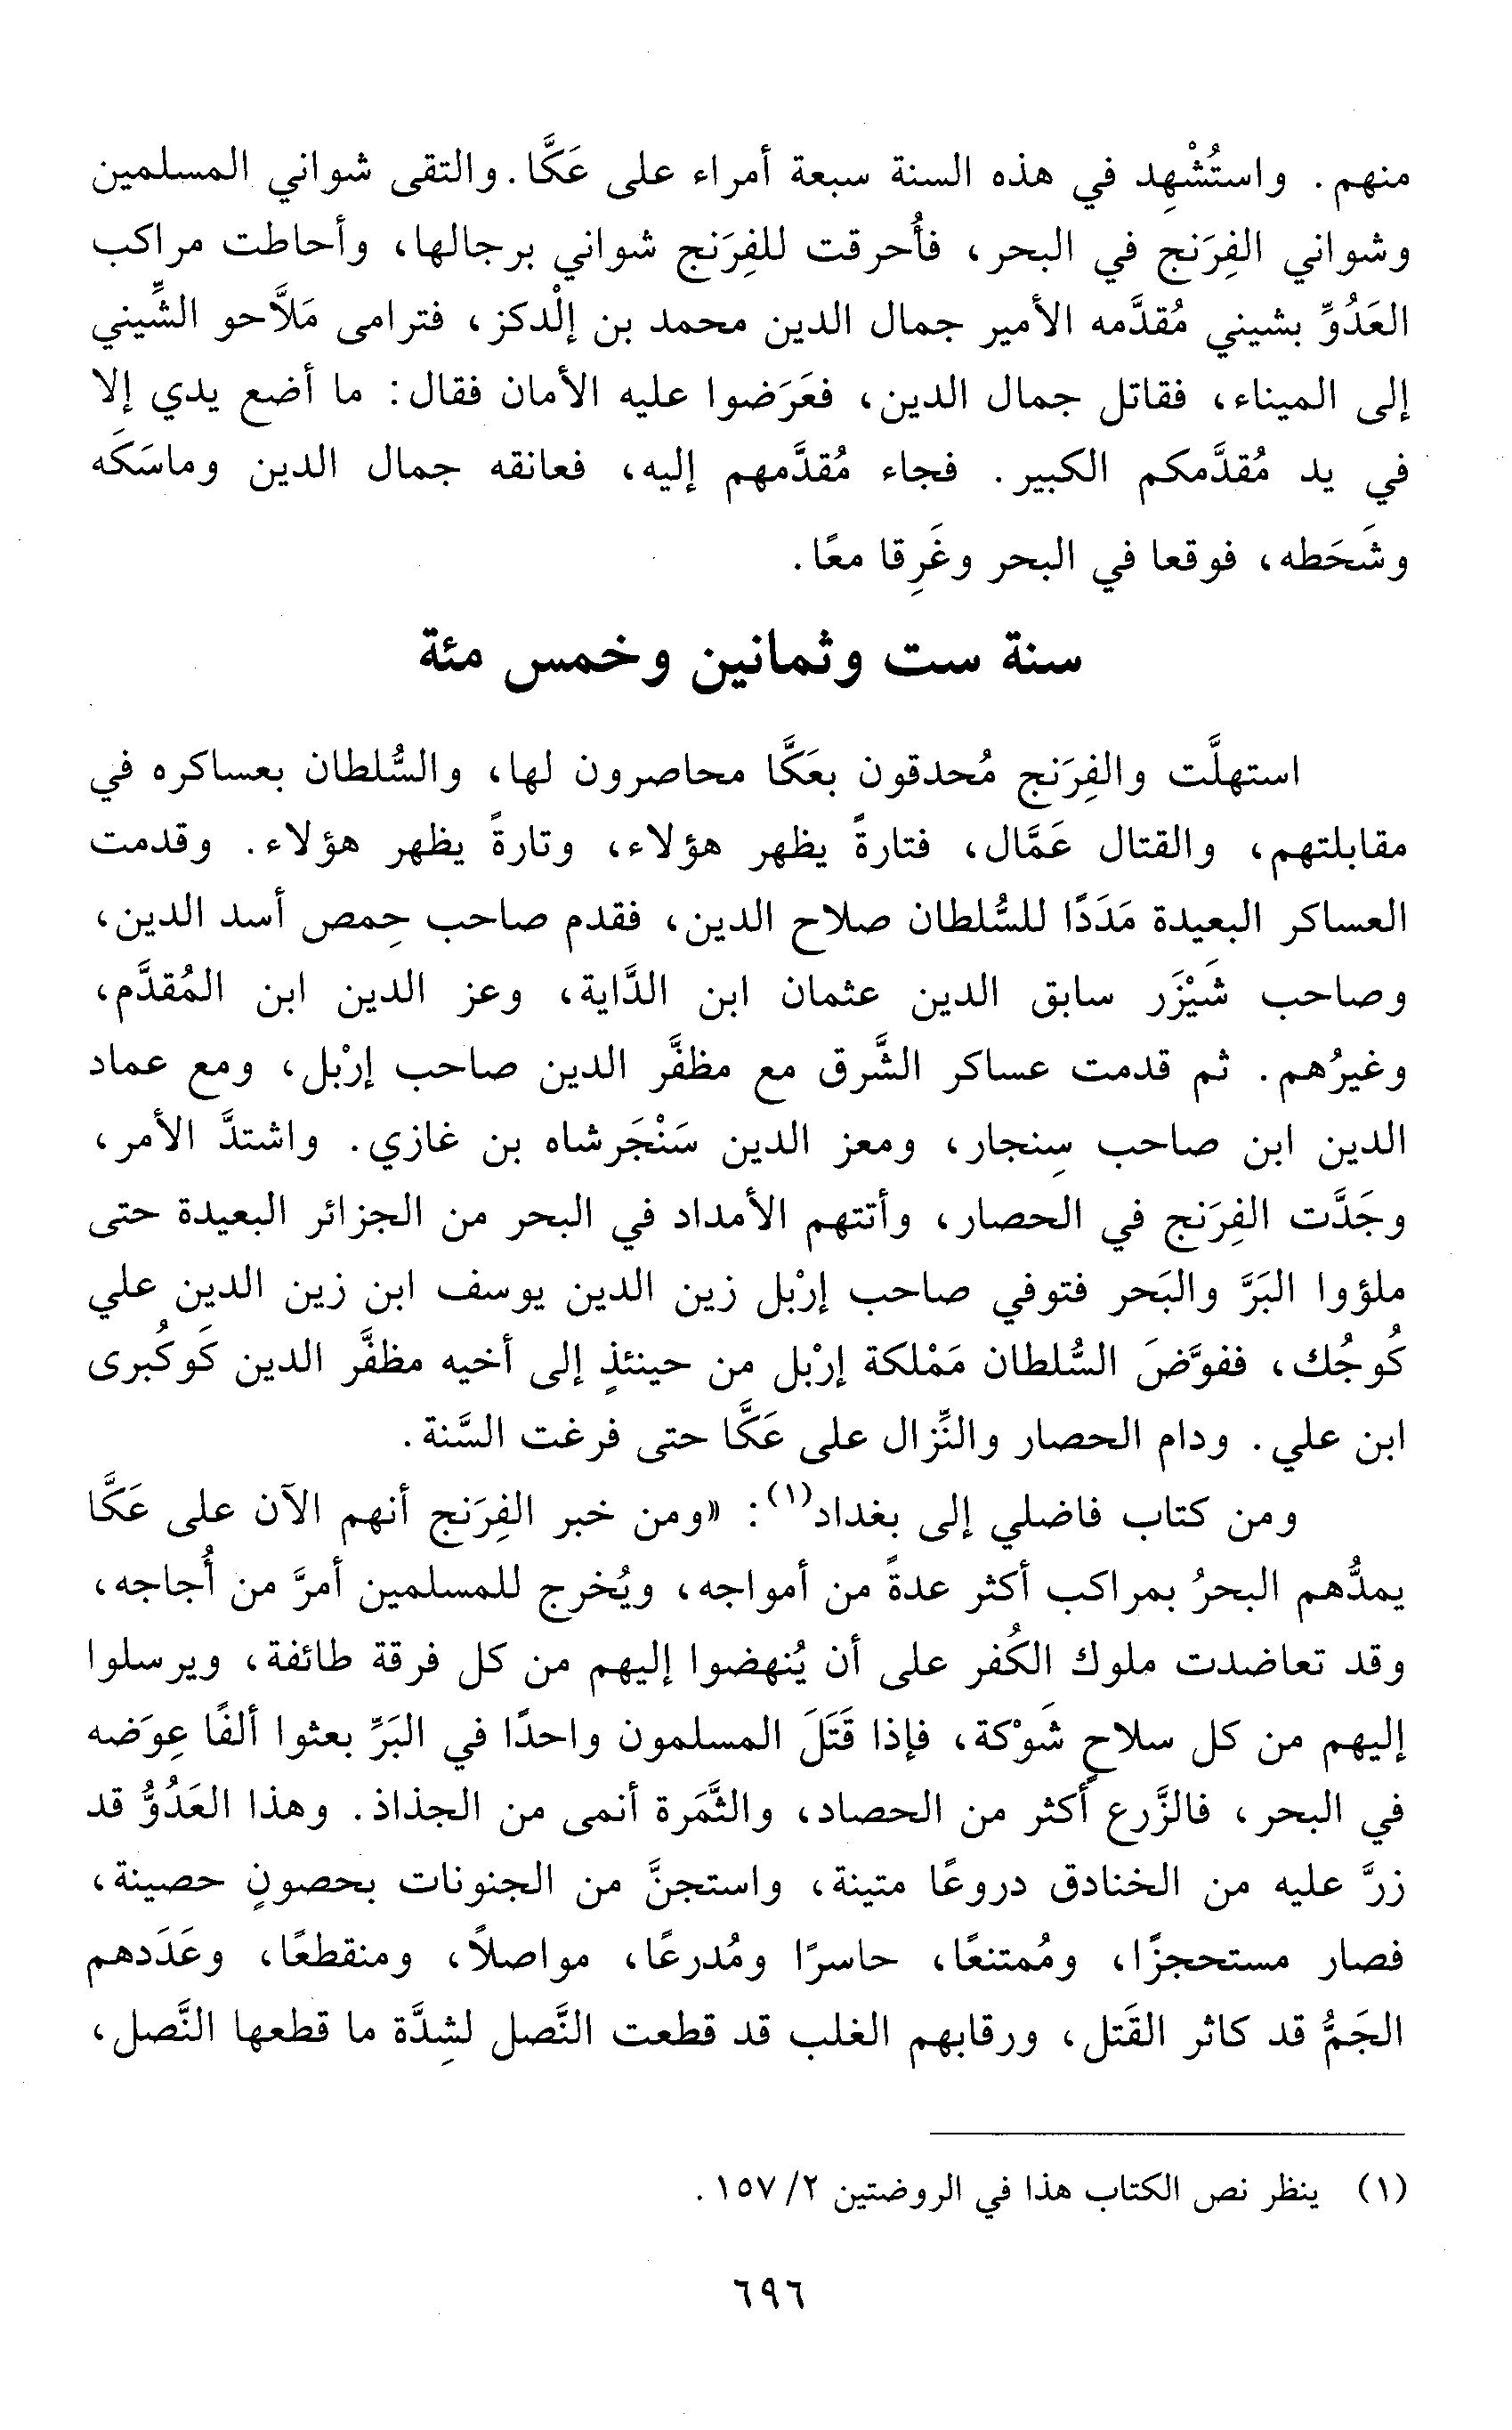 منهم. واستُشْهِد في هذه السنة سبعة أمراء على عَكَّا. والتقى شواني المسلمين
وشواني الفِرَنج في البحر، فأُحرقت للفِرَنج شواني برجالها، وأحاطت مراكب
العَدُوِّ بشيني مُقدَّمه الأمير جمال الدين محمد بن إلْدكز، فترامى مَلاَّحو الشِّيني
إلى الميناء، فقاتل جمال الدين، فعَرَضوا عليه الأمان فقال: ما أضع يدي إلا
في يد مُقدَّمكم الكبير. فجاء مُقدَّمهم إليه، فعانقه جمال الدين وماسَكَه
وشَحَطه، فوقعا في البحر وغَرِقا معًا.
سنة ست وثمانين وخمس مئة
استهلَّت والفِرَنج مُحدقون بعَكَّا محاصرون لها، والسُّلطان بعساكره في
مقابلتهم، والقتال عَمَّال، فتارةً يظهر هؤلاء، وتارةً يظهر هؤلاء. وقدمت
العساكر البعيدة مَدَدًا للسُّلطان صلاح الدين، فقدم صاحب حِمص أسد الدين،
وصاحب شَيْزَر سابق الدين عثمان ابن الدَّاية، وعز الدين ابن المُقدَّم،
وغيرُهم. ثم قدمت عساكر الشَّرق مع مظفَّر الدين صاحب إرْبل، ومع عماد
الدين ابن صاحب سِنجار، ومعز الدين سَنْجَرشاه بن غازي. واشتدَّ الأمر،
وجَدَّت الفِرَنج في الحصار، وأتتهم الأمداد في البحر من الجزائر البعيدة حتى
ملؤوا البَرَّ والبَحر فتوفي صاحب إرْبل زين الدين يوسف ابن زين الدين علي
كُوجُك، ففوَّضَ السُّلطان مَمْلكة إرْبل من حينئذٍ إلى أخيه مظفَّر الدين كَوكُبرى
ابن علي. ودام الحصار والنِّزال على عَكَّا حتى فرغت السَّنة.
ومن كتاب فاضلي إلى بغداد(١): «ومن خبر الفِرَنج أنهم الآن على عَكَّا
يمدُّهم البحرُ بمراكب أكثر عدةً من أمواجه، ويُخرج للمسلمين أمرَّ من أُجاجه،
وقد تعاضدت ملوك الكُفر على أن يُنهضوا إليهم من كل فرقة طائفة، ويرسلوا
إليهم من كل سلاحٍ شَوْكة، فإذا قَتَلَ المسلمون واحدًا في البَرِّ بعثوا ألفًا عِوَضه
في البحر، فالزَّرع أكثر من الحصاد، والثَّمَرة أنمى من الجذاذ. وهذا العَدُوُّ قد
زرَّ عليه من الخنادق دروعًا متينة، واستجنَّ من الجنونات بحصونٍ حصينة،
فصار مستحجزًا، ومُمتنعًا، حاسرًا ومُدرعًا، مواصلاً، ومنقطعًا، وعَدَدهم
الجَمُّ قد كاثر القَتل، ورقابهم الغلب قد قطعت النَّصل لشِدَّة ما قطعها النَّصل،
(١) ينظر نص الكتاب هذا في الروضتين ٢/ ١٥٧.
٦٩٦